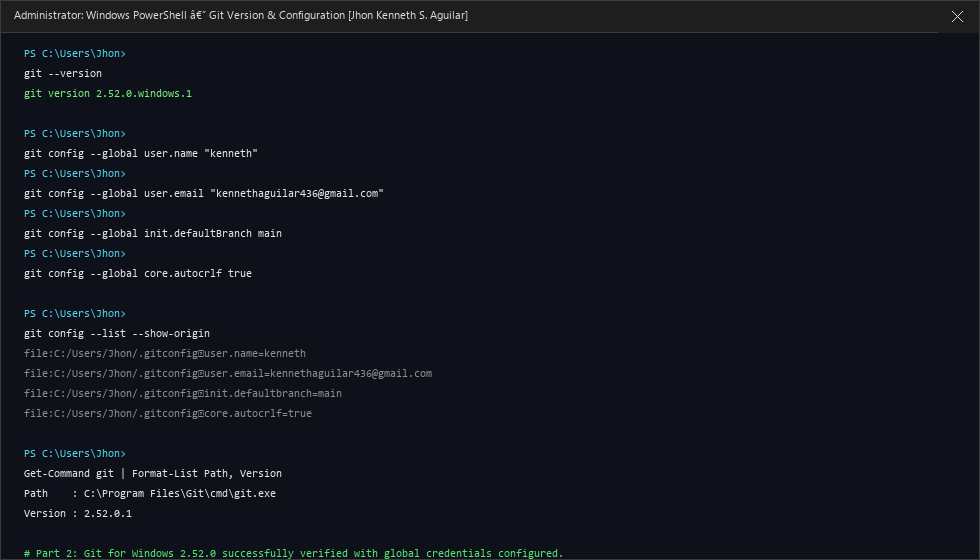 Administrator: Windows PowerShell â€" Git Version & Configuration [Jhon Kenneth S. Aguilar]
PS C:\Users\Jhon>
git --version
git version 2.52.0.windows.1
PS C:\Users\Jhon>
git config --global user.name "kenneth"
PS C:\Users\Jhon>
git config --global user.email "kennethaguilar436@gmail.com"
PS C:\Users\Jhon>
git config --global init.defaultBranch main
PS C:\Users\Jhon>
git config --global core.autocrlf true
PS C:\Users\Jhon>
git config --list --show-origin
file:C:/Users/Jhon/.gitconfig☒user.name=kenneth
file:C:/Users/Jhon/.gitconfig☒user.email=kennethaguilar436@gmail.com
file:C:/Users/Jhon/.gitconfig☒init.defaultbranch=main
file:C:/Users/Jhon/.gitconfig☒core.autocrlf=true
PS C:\Users\Jhon>
Get-Command git | Format-List Path, Version
Path    : C:\Program Files\Git\cmd\git.exe
Version : 2.52.0.1
# Part 2: Git for Windows 2.52.0 successfully verified with global credentials configured.